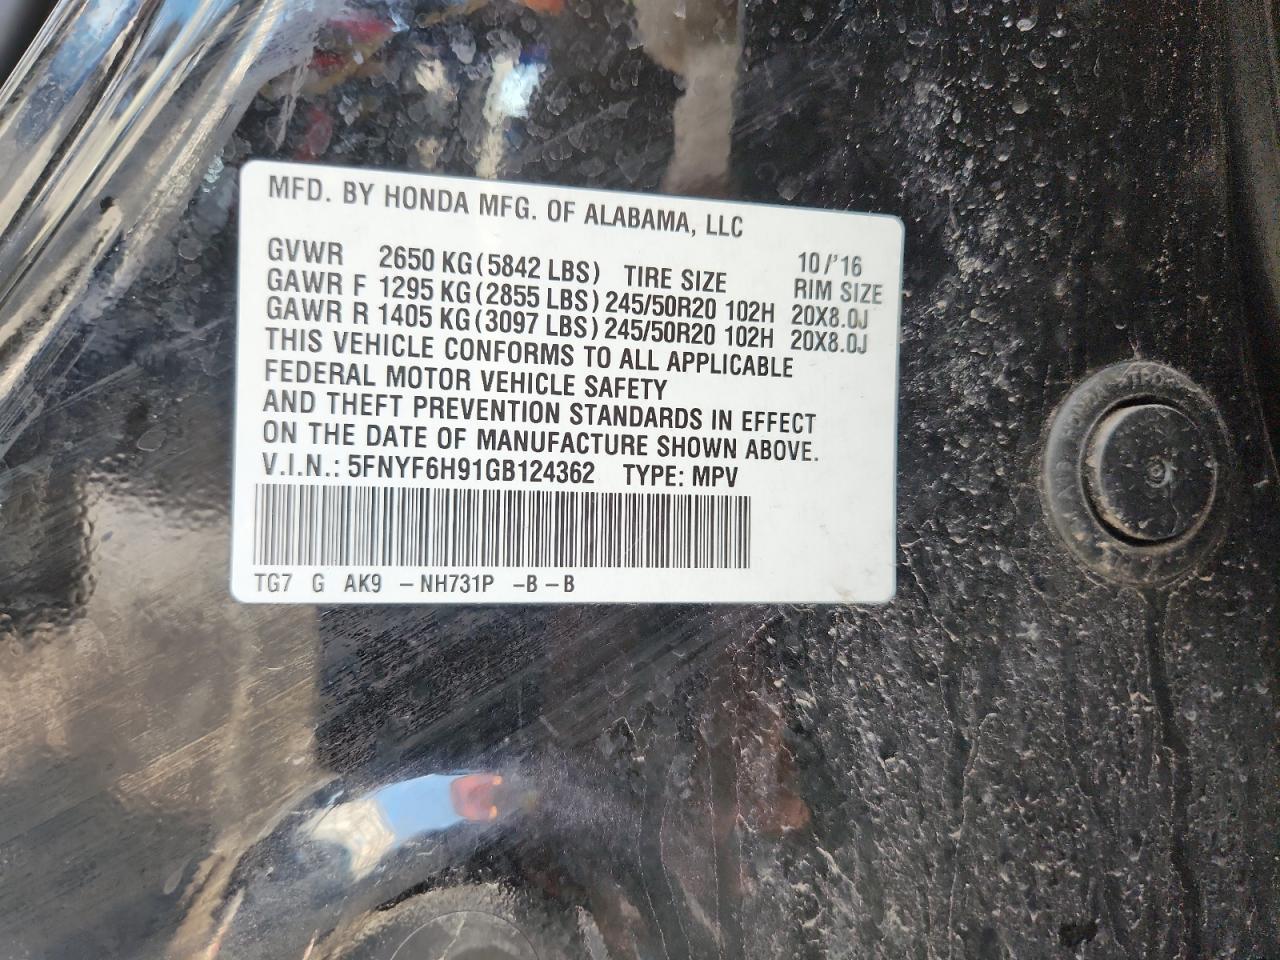 MFD. BY HONDA MFG. OF ALABAMA, LLC
GVWR 2650 KG(5842 LBS) TIRE SIZE 10/'16 RIM SIZE
GAWR F 1295 KG(2855 LBS) 245/50R20 102H 20X8.0J
GAWR R 1405 KG(3097 LBS) 245/50R20 102H 20X8.0J
THIS VEHICLE CONFORMS TO ALL APPLICABLE
FEDERAL MOTOR VEHICLE SAFETY
AND THEFT PREVENTION STANDARDS IN EFFECT
ON THE DATE OF MANUFACTURE SHOWN ABOVE.
V.I.N.: 5FNYF6H91GB124362 TYPE: MPV
TG7 G AK9 -NH731P -B-B